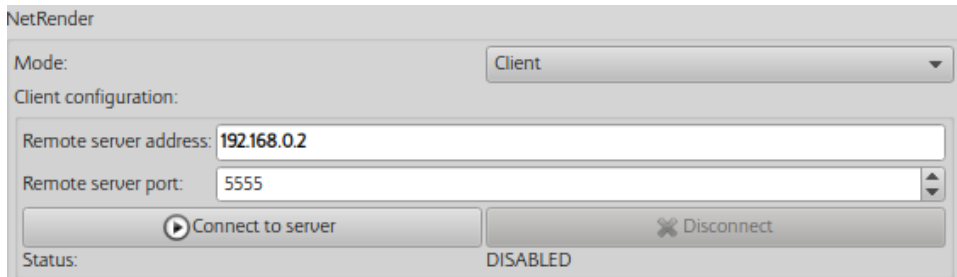 NetRender
Mode: Client
Client configuration:
Remote server address: 192.168.0.2
Remote server port: 5555
Connect to server Disconnect
Status: DISABLED